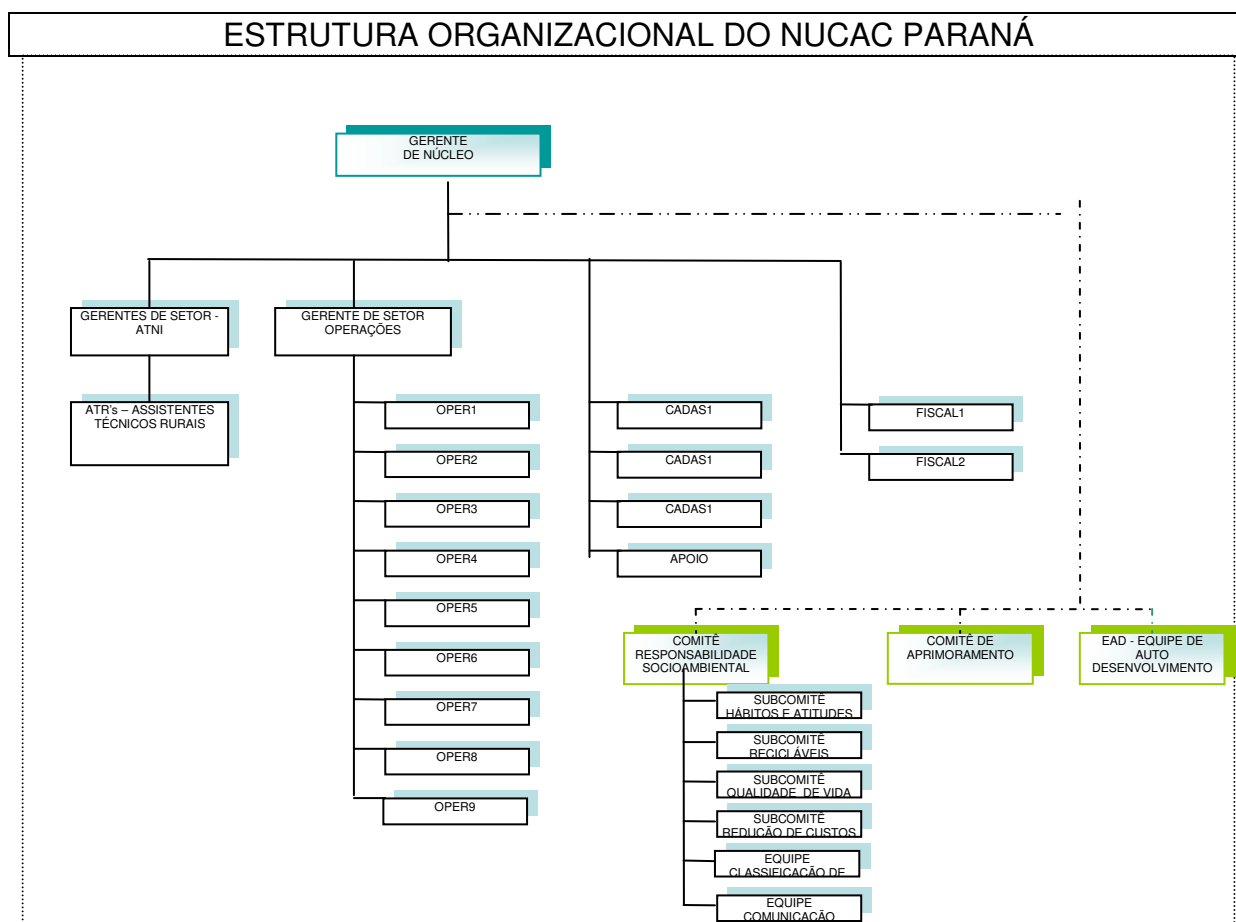 ESTRUTURA ORGANIZACIONAL DO NUCAC PARANÁ
GERENTE
DE NÚCLEO
GERENTES DE SETOR -
ATNI
GERENTE DE SETOR
OPERAÇÕES
ATR's – ASSISTENTES
TÉCNICOS RURAIS
OPER1
OPER2
OPER3
OPER4
OPER5
OPER6
OPER7
OPER8
OPER9
CADAS1
CADAS1
CADAS1
APOIO
FISCAL1
FISCAL2
COMITÊ
RESPONSABILIDADE
SOCIOAMBIENTAL
COMITÊ DE
APRIMORAMENTO
EAD - EQUIPE DE
AUTO
DESENVOLVIMENTO
SUBCOMITÊ
HÁBITOS E ATITUDES
SUBCOMITÊ
RECICLÁVEIS
SUBCOMITÊ
QUALIDADE DE VIDA
SUBCOMITÊ
REDUÇÃO DE CUSTOS
EQUIPE
CLASSIFICAÇÃO DE
EQUIPE
COMUNICAÇÃO